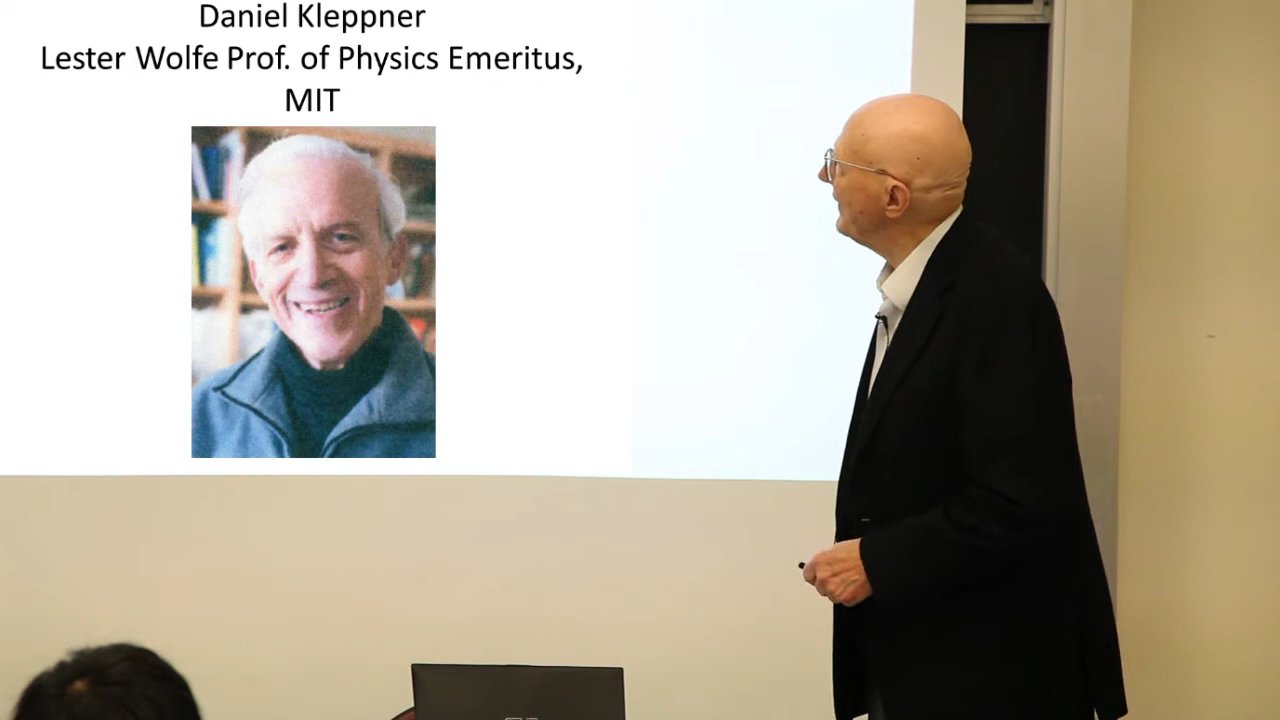 Daniel Kleppner
Lester Wolfe Prof. of Physics Emeritus,
MIT